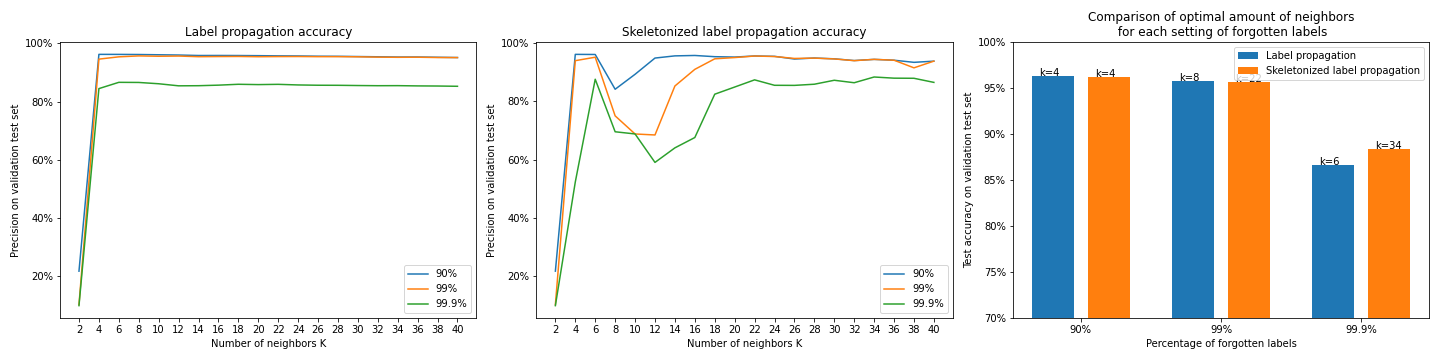 Label propagation accuracy
Precision on validation test set
100%
80%
60%
40%
20%
2 4 6 8 10 12 14 16 18 20 22 24 26 28 30 32 34 36 38 40
Number of neighbors K
90%
99%
99.9%
Skeletonized label propagation accuracy
Precision on validation test set
100%
80%
60%
40%
20%
2 4 6 8 10 12 14 16 18 20 22 24 26 28 30 32 34 36 38 40
Number of neighbors K
90%
99%
99.9%
Comparison of optimal amount of neighbors
for each setting of forgotten labels
Test accuracy on validation test set
100%
95%
90%
85%
80%
75%
70%
Label propagation
Skeletonized label propagation
k=4
k=4
k=8
k=6
k=34
90% 99% 99.9%
Percentage of forgotten labels